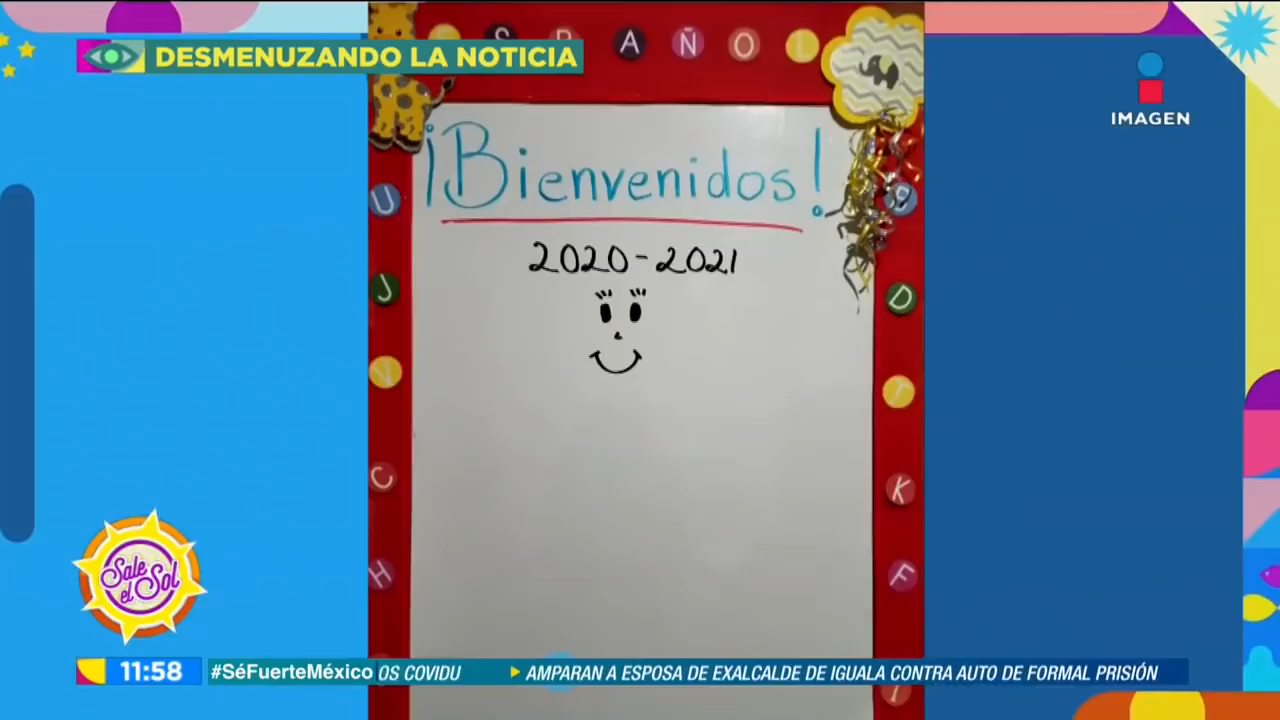 DESMENUZANDO LA NOTICIA
ESPAÑOL
IMAGEN
¡Bienvenidos!
2020-2021
U
J
V
C
H
D
T
K
F
I
Sale el Sol
11:58 #SéFuerteMéxico OS COVIDU AMPARAN A ESPOSA DE EXALCALDE DE IGUALA CONTRA AUTO DE FORMAL PRISIÓN